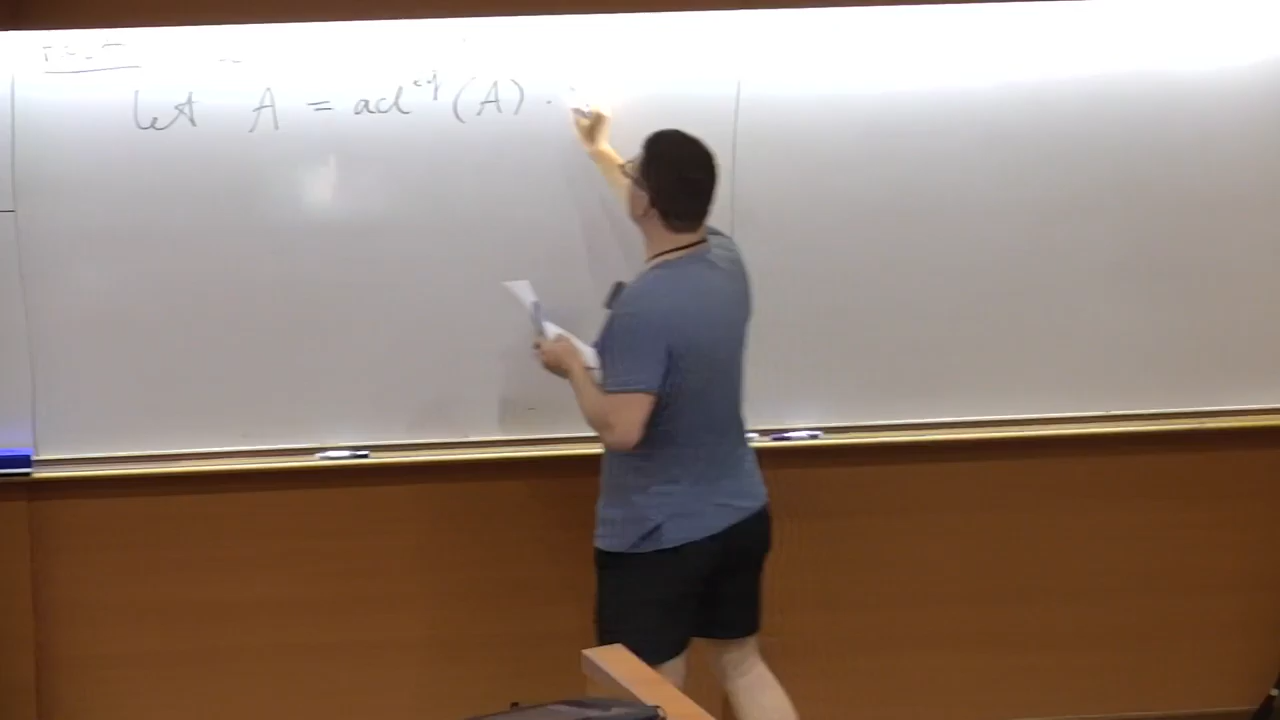 let A = acl^eq (A) .